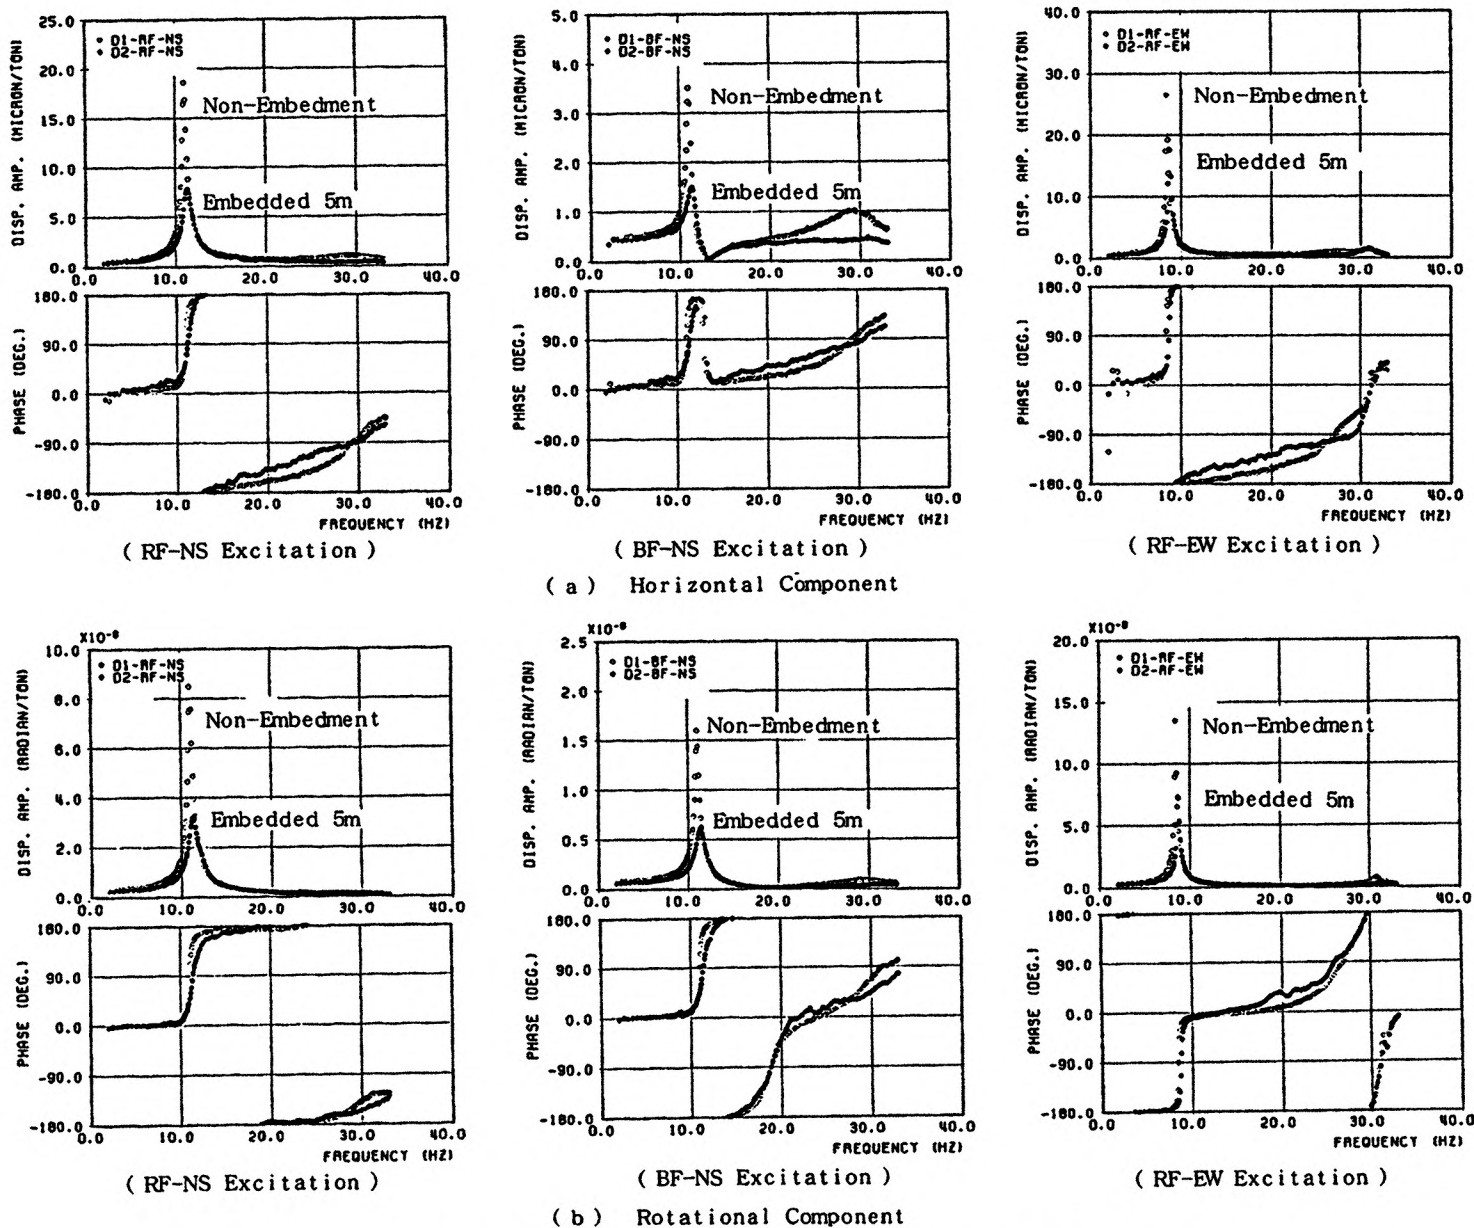 25.0
20.0
15.0
10.0
5.0
0.0
DISP. AMP. (MICRON/TON)
D1-RF-NS
D2-RF-NS
Non-Embedment
Embedded 5m
0.0 10.0 20.0 30.0 40.0
180.0
90.0
0.0
-90.0
-180.0
PHASE (DEG.)
0.0 10.0 20.0 30.0 40.0
FREQUENCY (HZ)
( RF-NS Excitation )
5.0
4.0
3.0
2.0
1.0
0.0
DISP. AMP. (MICRON/TON)
D1-BF-NS
D2-BF-NS
Non-Embedment
Embedded 5m
0.0 10.0 20.0 30.0 40.0
180.0
90.0
0.0
-90.0
-180.0
PHASE (DEG.)
0.0 10.0 20.0 30.0 40.0
FREQUENCY (HZ)
( BF-NS Excitation )
40.0
30.0
20.0
10.0
0.0
DISP. AMP. (MICRON/TON)
D1-RF-EW
D2-RF-EW
Non-Embedment
Embedded 5m
0.0 10.0 20.0 30.0 40.0
180.0
90.0
0.0
-90.0
-180.0
PHASE (DEG.)
0.0 10.0 20.0 30.0 40.0
FREQUENCY (HZ)
( RF-EW Excitation )
( a ) Horizontal Component
10.0
8.0
6.0
4.0
2.0
0.0
DISP. AMP. (RADIAN/TON)
D1-RF-NS
D2-RF-NS
Non-Embedment
Embedded 5m
0.0 10.0 20.0 30.0 40.0
180.0
90.0
0.0
-90.0
-180.0
PHASE (DEG.)
0.0 10.0 20.0 30.0 40.0
FREQUENCY (HZ)
( RF-NS Excitation )
2.5
2.0
1.5
1.0
0.5
0.0
DISP. AMP. (RADIAN/TON)
D1-BF-NS
D2-BF-NS
Non-Embedment
Embedded 5m
0.0 10.0 20.0 30.0 40.0
180.0
90.0
0.0
-90.0
-180.0
PHASE (DEG.)
0.0 10.0 20.0 30.0 40.0
FREQUENCY (HZ)
( BF-NS Excitation )
20.0
15.0
10.0
5.0
0.0
DISP. AMP. (RADIAN/TON)
D1-RF-EW
D2-RF-EW
Non-Embedment
Embedded 5m
0.0 10.0 20.0 30.0 40.0
180.0
90.0
0.0
-90.0
-180.0
PHASE (DEG.)
0.0 10.0 20.0 30.0 40.0
FREQUENCY (HZ)
( RF-EW Excitation )
( b ) Rotational Component